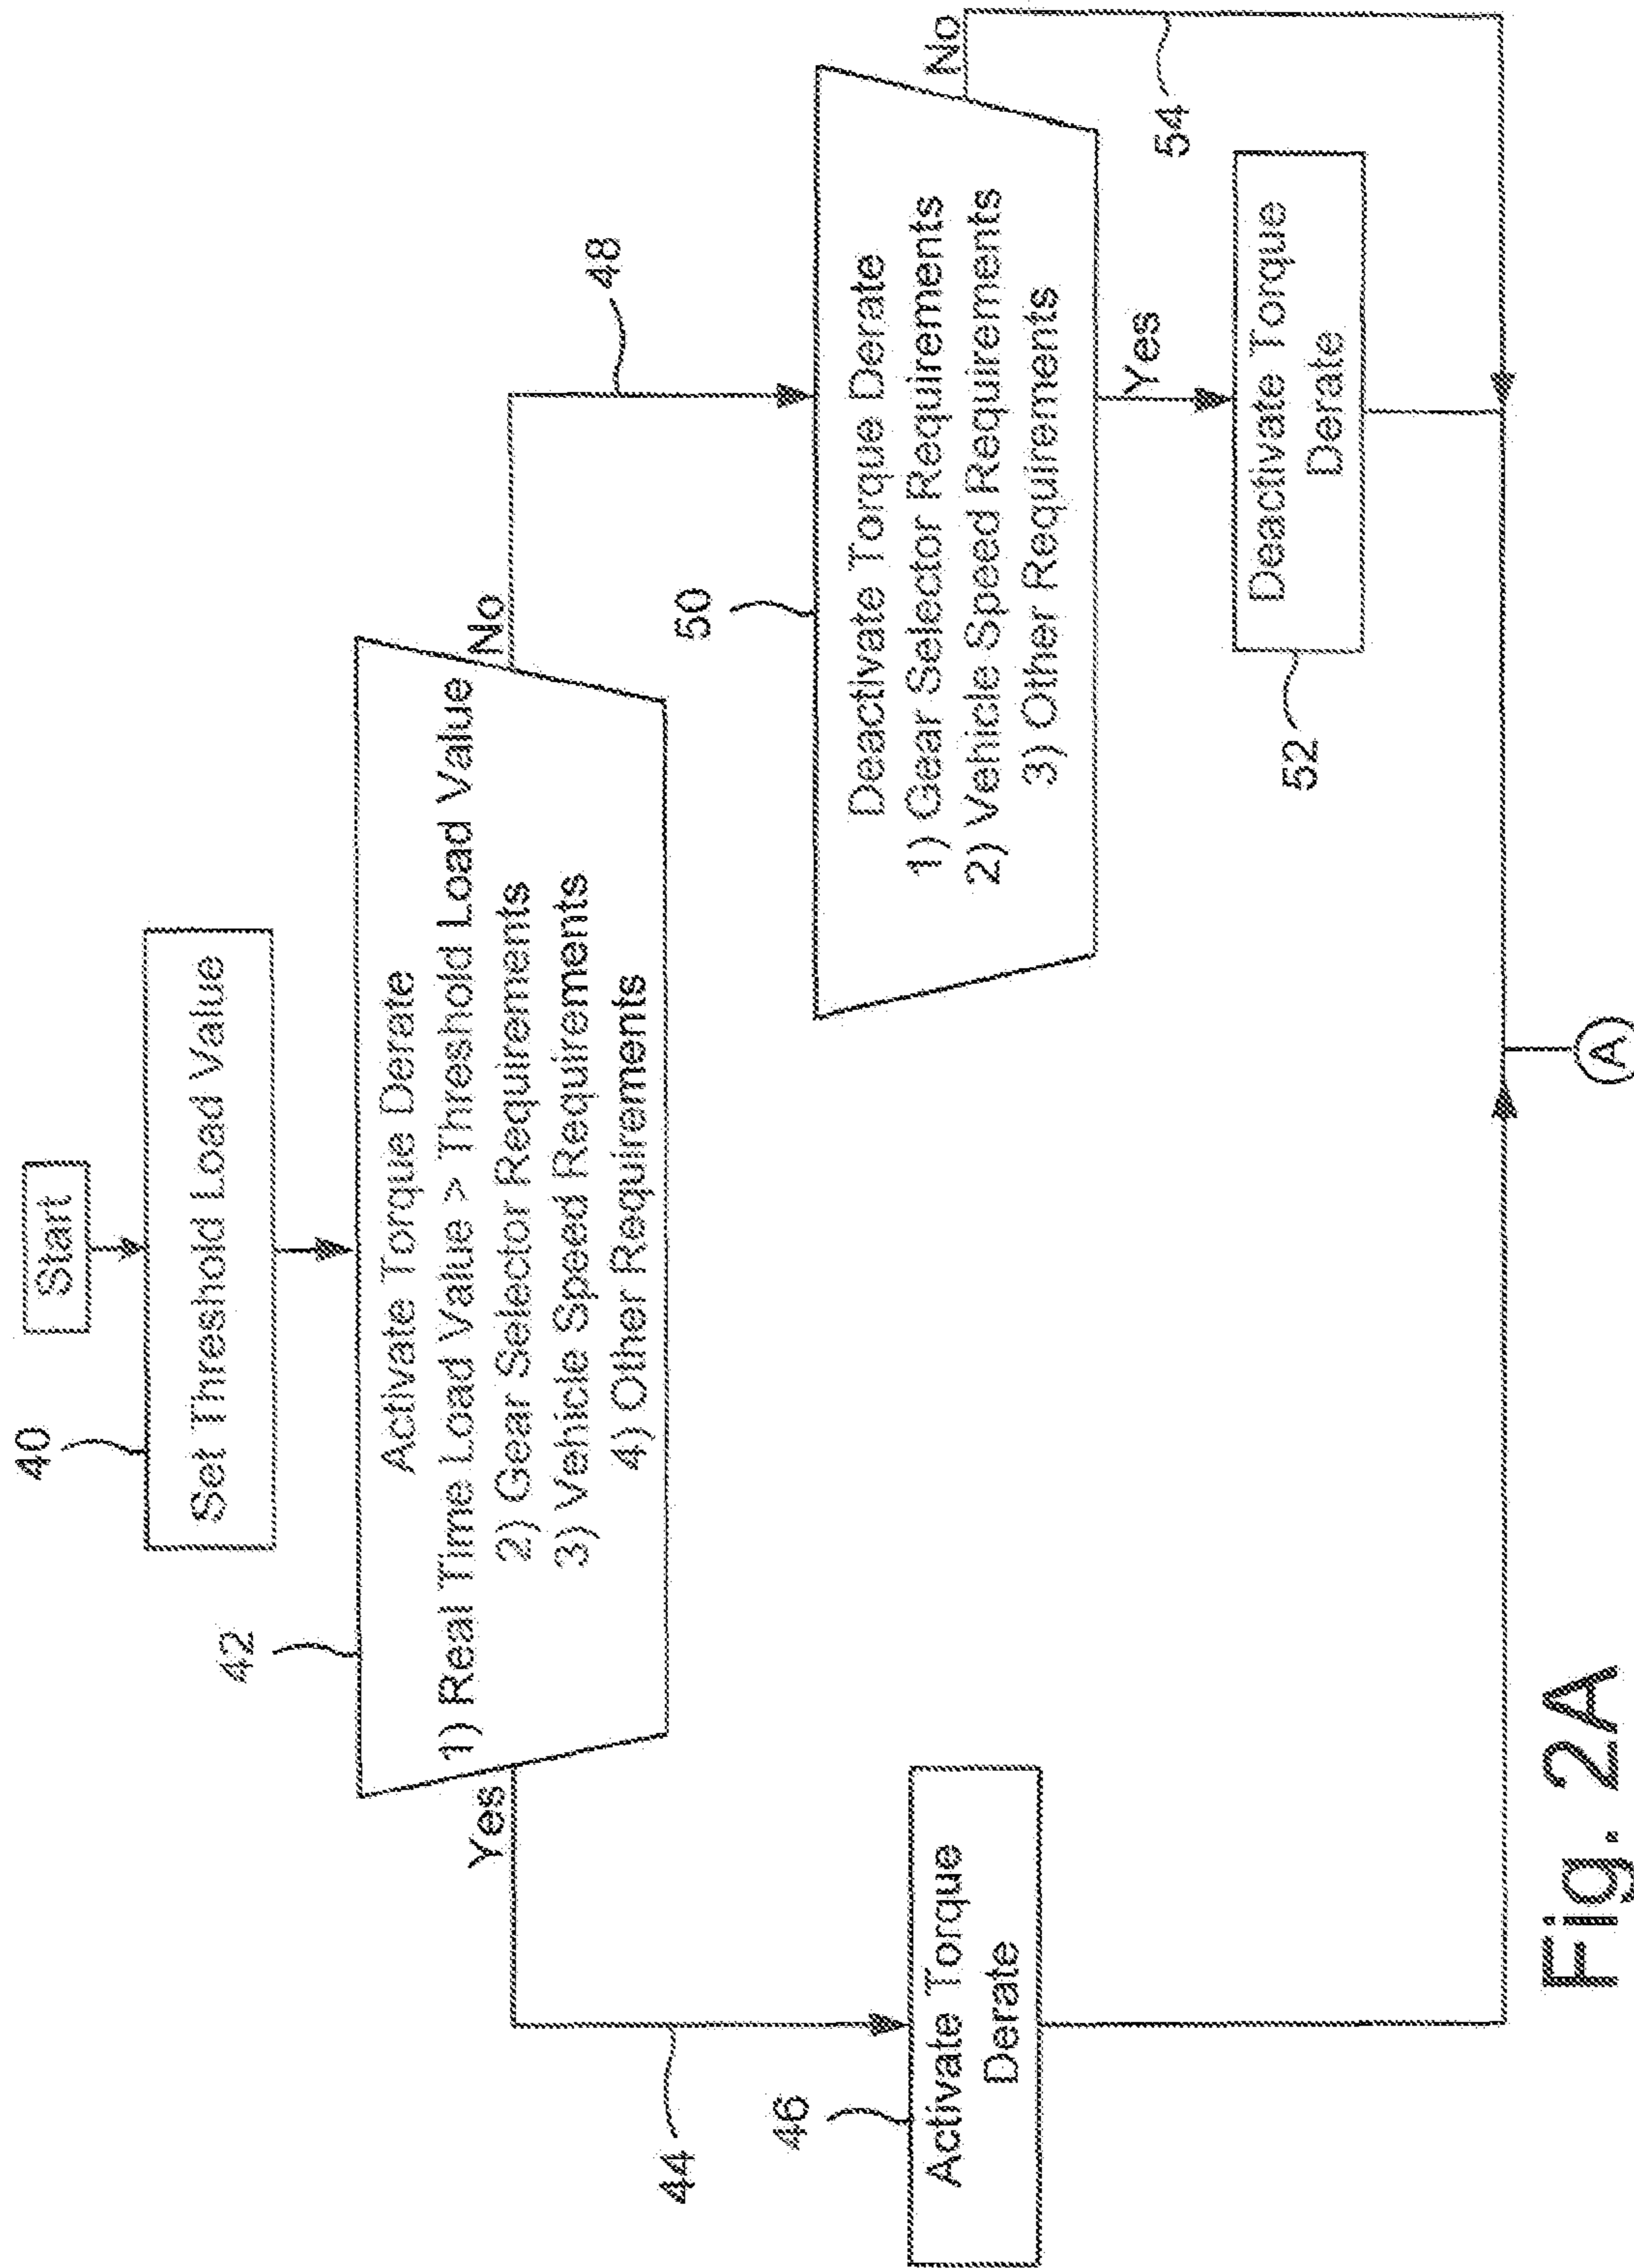 Start
40
Set Threshold Load Value
42
Activate Torque Derate
1) Real Time Load Value > Threshold Load Value
2) Gear Selector Requirements
3) Vehicle Speed Requirements
4) Other Requirements
Yes
No
44
48
46
Activate Torque
Derate
50
Deactivate Torque Derate
1) Gear Selector Requirements
2) Vehicle Speed Requirements
3) Other Requirements
No
Yes
54
52
Deactivate Torque
Derate
A
Fig. 2A